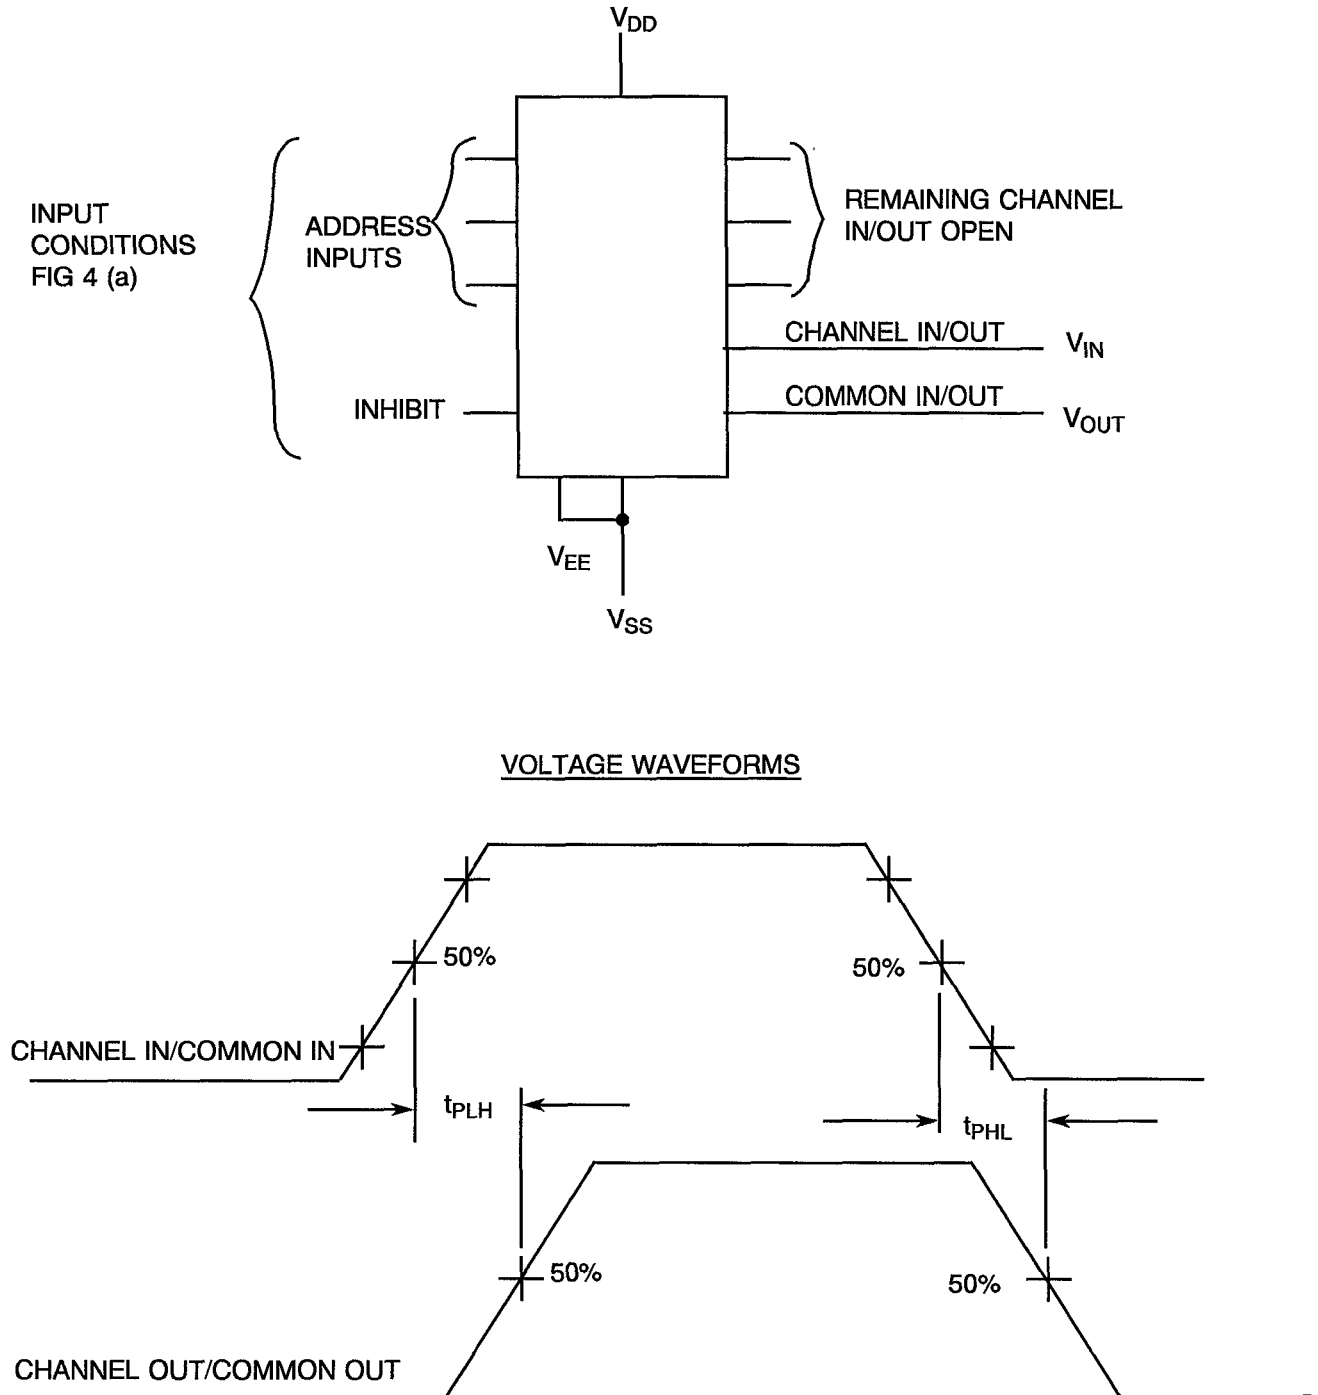 VDD
INPUT
CONDITIONS
FIG 4 (a)
ADDRESS
INPUTS
INHIBIT
REMAINING CHANNEL
IN/OUT OPEN
CHANNEL IN/OUT
VIN
COMMON IN/OUT
VOUT
VEE
VSS
VOLTAGE WAVEFORMS
50%
50%
CHANNEL IN/COMMON IN
tPLH
tPHL
50%
50%
CHANNEL OUT/COMMON OUT